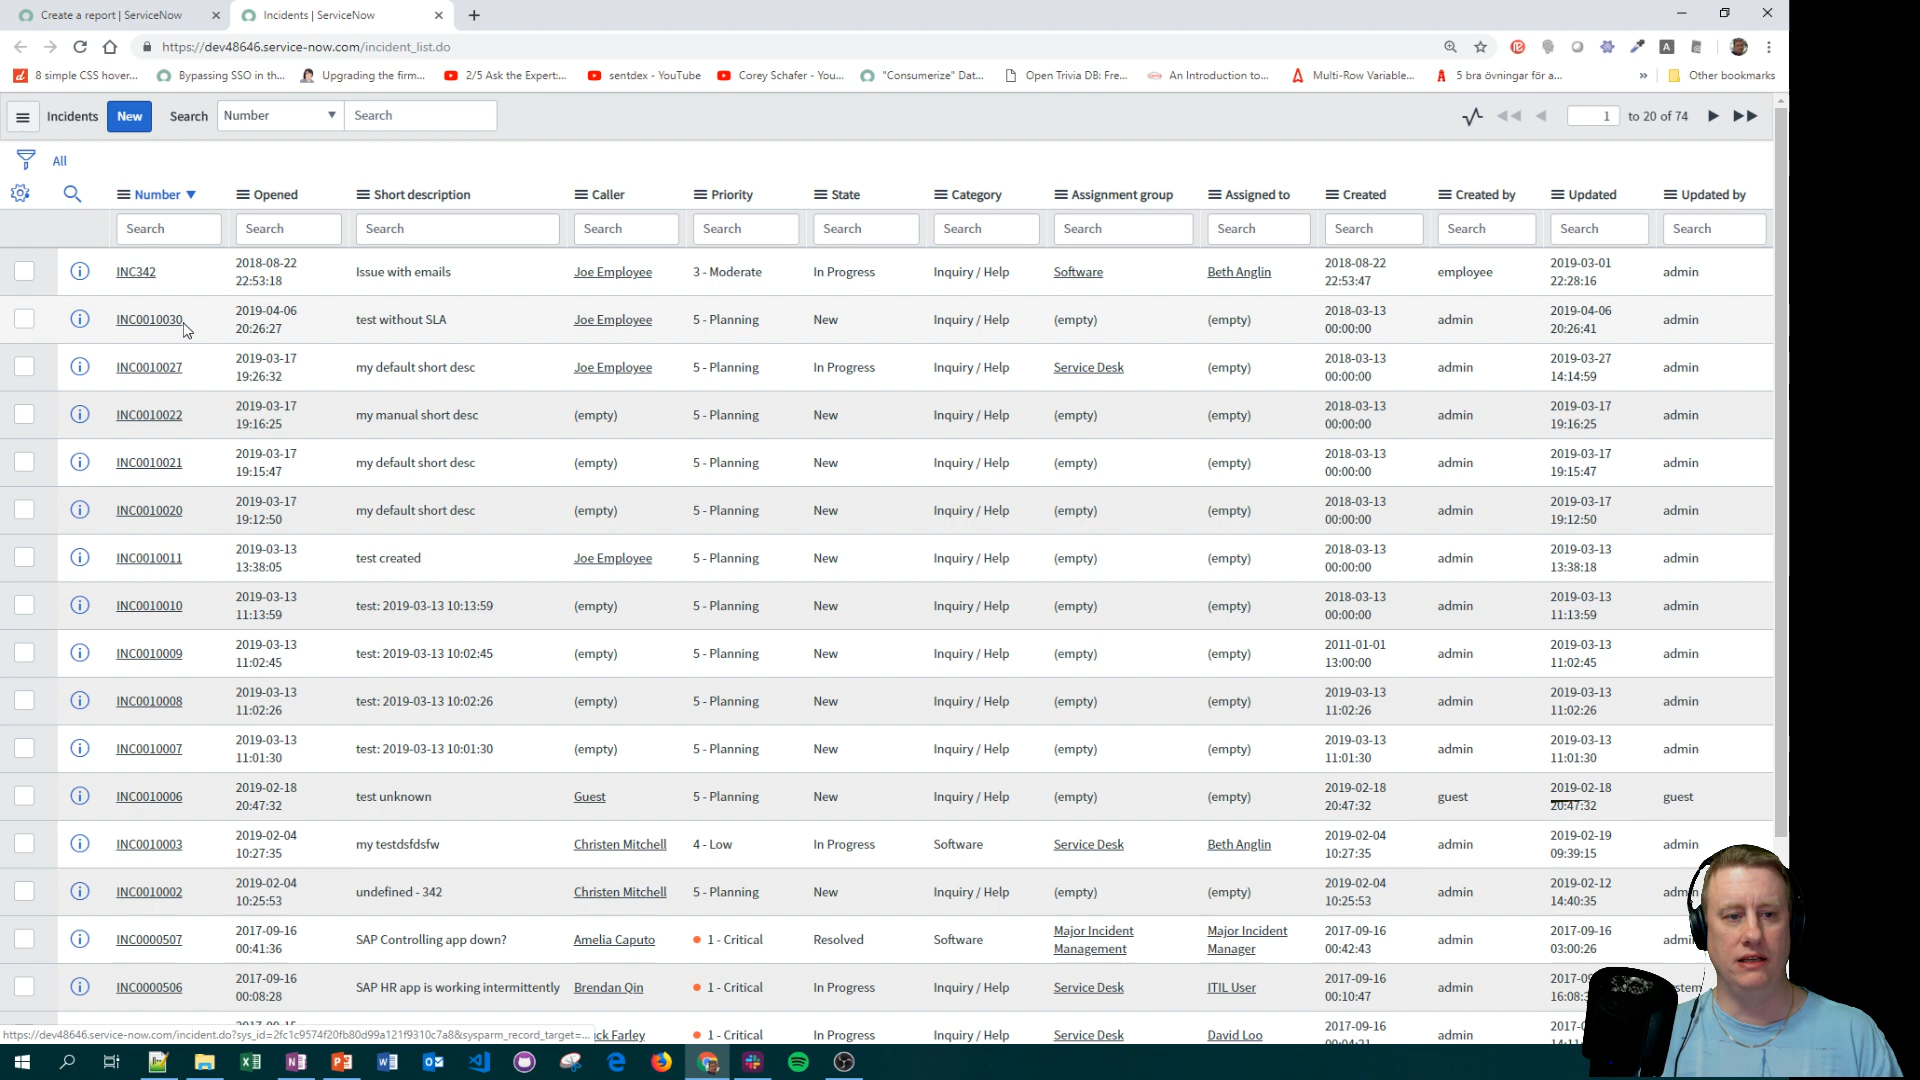 Create a report | ServiceNow
Incidents | ServiceNow
https://dev48646.service-now.com/incident_list.do
8 simple CSS hover...
Bypassing SSO in th...
Upgrading the firm...
2/5 Ask the Expert:...
sentdex - YouTube
Corey Schafer - You...
"Consumerize" Dat...
Open Trivia DB: Fre...
An Introduction to...
Multi-Row Variable...
5 bra övningar för a...
Other bookmarks
Incidents New Search Number Search 1 to 20 of 74
All
Number Opened Short description Caller Priority State Category Assignment group Assigned to Created Created by Updated Updated by
Search Search Search Search Search Search Search Search Search Search Search Search Search
INC342 2018-08-22 22:53:18 Issue with emails Joe Employee 3 - Moderate In Progress Inquiry / Help Software Beth Anglin 2018-08-22 22:53:47 employee 2019-03-01 22:28:16 admin
INC0010030 2019-04-06 20:26:27 test without SLA Joe Employee 5 - Planning New Inquiry / Help (empty) (empty) 2018-03-13 00:00:00 admin 2019-04-06 20:26:41 admin
INC0010027 2019-03-17 19:26:32 my default short desc Joe Employee 5 - Planning In Progress Inquiry / Help Service Desk (empty) 2018-03-13 00:00:00 admin 2019-03-27 14:14:59 admin
INC0010022 2019-03-17 19:16:25 my manual short desc (empty) 5 - Planning New Inquiry / Help (empty) (empty) 2018-03-13 00:00:00 admin 2019-03-17 19:16:25 admin
INC0010021 2019-03-17 19:15:47 my default short desc (empty) 5 - Planning New Inquiry / Help (empty) (empty) 2018-03-13 00:00:00 admin 2019-03-17 19:15:47 admin
INC0010020 2019-03-17 19:12:50 my default short desc (empty) 5 - Planning New Inquiry / Help (empty) (empty) 2018-03-13 00:00:00 admin 2019-03-17 19:12:50 admin
INC0010011 2019-03-13 13:38:05 test created Joe Employee 5 - Planning New Inquiry / Help (empty) (empty) 2018-03-13 00:00:00 admin 2019-03-13 13:38:18 admin
INC0010010 2019-03-13 11:13:59 test: 2019-03-13 10:13:59 (empty) 5 - Planning New Inquiry / Help (empty) (empty) 2018-03-13 00:00:00 admin 2019-03-13 11:13:59 admin
INC0010009 2019-03-13 11:02:45 test: 2019-03-13 10:02:45 (empty) 5 - Planning New Inquiry / Help (empty) (empty) 2011-01-01 13:00:00 admin 2019-03-13 11:02:45 admin
INC0010008 2019-03-13 11:02:26 test: 2019-03-13 10:02:26 (empty) 5 - Planning New Inquiry / Help (empty) (empty) 2019-03-13 11:02:26 admin 2019-03-13 11:02:26 admin
INC0010007 2019-03-13 11:01:30 test: 2019-03-13 10:01:30 (empty) 5 - Planning New Inquiry / Help (empty) (empty) 2019-03-13 11:01:30 admin 2019-03-13 11:01:30 admin
INC0010006 2019-02-18 20:47:32 test unknown Guest 5 - Planning New Inquiry / Help (empty) (empty) 2019-02-18 20:47:32 guest 2019-02-18 20:47:32 guest
INC0010003 2019-02-04 10:27:35 my testdsfdsfw Christen Mitchell 4 - Low In Progress Software Service Desk Beth Anglin 2019-02-04 10:27:35 admin 2019-02-19 09:39:15 admin
INC0010002 2019-02-04 10:25:53 undefined - 342 Christen Mitchell 5 - Planning New Inquiry / Help (empty) (empty) 2019-02-04 10:25:53 admin 2019-02-12 14:40:35
INC0000507 2017-09-16 00:41:36 SAP Controlling app down? Amelia Caputo 1 - Critical Resolved Software Major Incident Management Major Incident Manager 2017-09-16 00:42:43 admin 2017-09-16 03:00:26
INC0000506 2017-09-16 00:08:28 SAP HR app is working intermittently Brendan Qin 1 - Critical In Progress Inquiry / Help Service Desk ITIL User 2017-09-16 00:10:47 admin
Farley 1 - Critical In Progress Inquiry / Help Service Desk David Loo 2017-09-16 admin
https://dev48646.service-now.com/incident.do?sys_id=2fc1c9574f20fb80d99a121f9310c7a8&sysparm_record_target=...